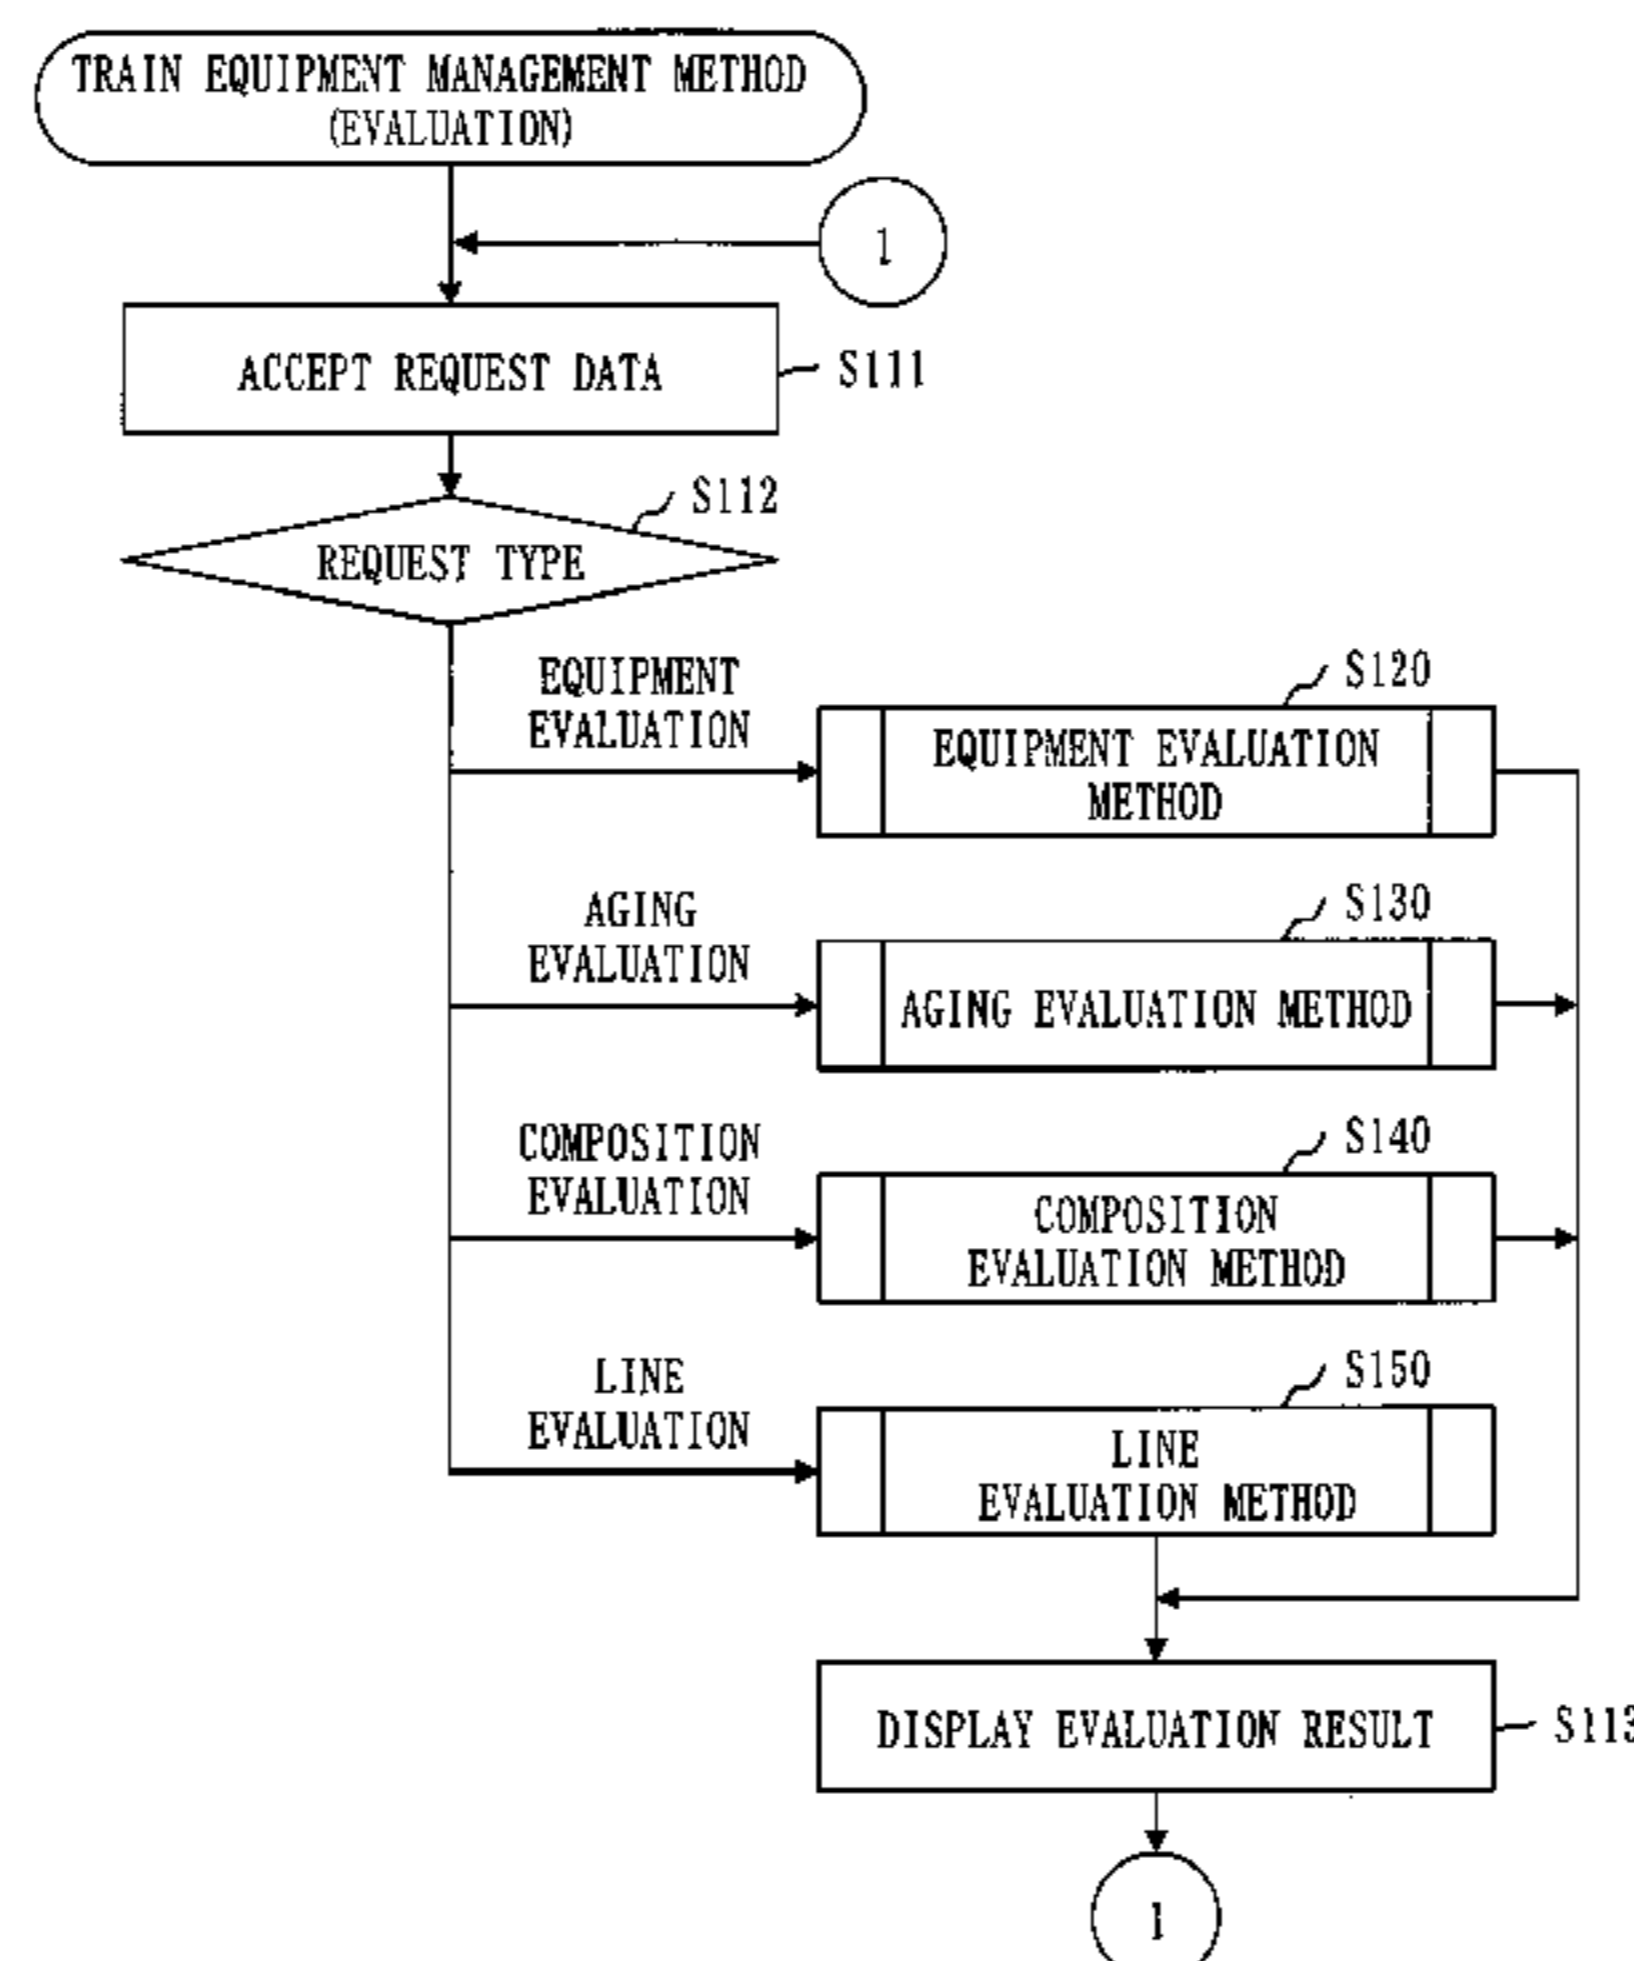 TRAIN EQUIPMENT MANAGEMENT METHOD
(EVALUATION)
1
ACCEPT REQUEST DATA
S111
S112
REQUEST TYPE
EQUIPMENT
EVALUATION
S120
EQUIPMENT EVALUATION
METHOD
AGING
EVALUATION
S130
AGING EVALUATION METHOD
COMPOSITION
EVALUATION
S140
COMPOSITION
EVALUATION METHOD
LINE
EVALUATION
S150
LINE
EVALUATION METHOD
DISPLAY EVALUATION RESULT
S113
1